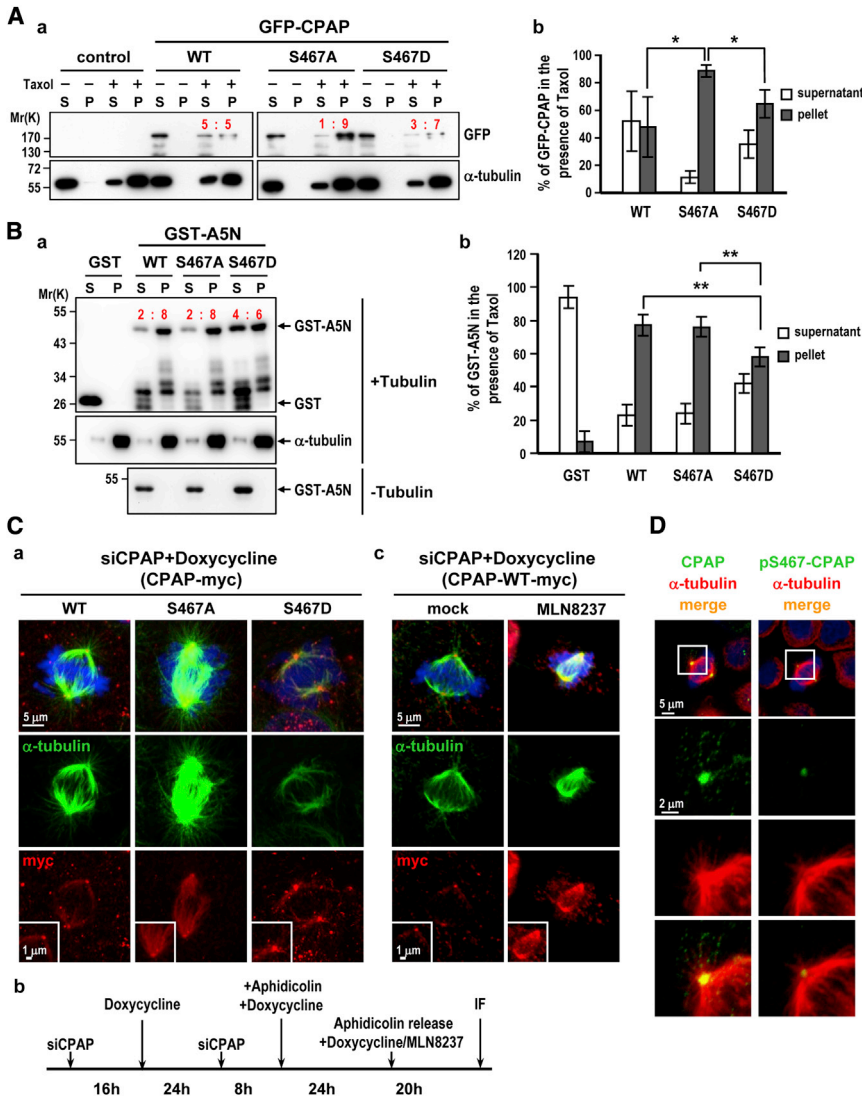 A
a
GFP-CPAP
control WT S467A S467D
Taxol – – + + – – + + – – + + – – + +
S P S P S P S P S P S P S P S P
Mr(K)
5 : 5 1 : 9 3 : 7
170
130
GFP
72
55
α-tubulin
b
% of GFP-CPAP in the presence of Taxol
100
80
60
40
20
0
* *
supernatant
pellet
WT S467A S467D
B
a
GST-A5N
GST WT S467A S467D
S P S P S P S P
Mr(K)
2 : 8 2 : 8 4 : 6
55
43
34
26
GST-A5N
GST
+Tubulin
55
α-tubulin
55
GST-A5N
-Tubulin
b
% of GST-A5N in the presence of Taxol
120
100
80
60
40
20
0
**
**
supernatant
pellet
GST WT S467A S467D
C
a
siCPAP+Doxycycline
(CPAP-myc)
WT S467A S467D
5 µm
α-tubulin
myc
1 µm
c
siCPAP+Doxycycline
(CPAP-WT-myc)
mock MLN8237
5 µm
α-tubulin
myc
1 µm
b
siCPAP
Doxycycline
siCPAP
+Aphidicolin
+Doxycycline
Aphidicolin release
+Doxycycline/MLN8237
IF
16h 24h 8h 24h 20h
D
CPAP pS467-CPAP
α-tubulin α-tubulin
merge merge
5 µm
2 µm